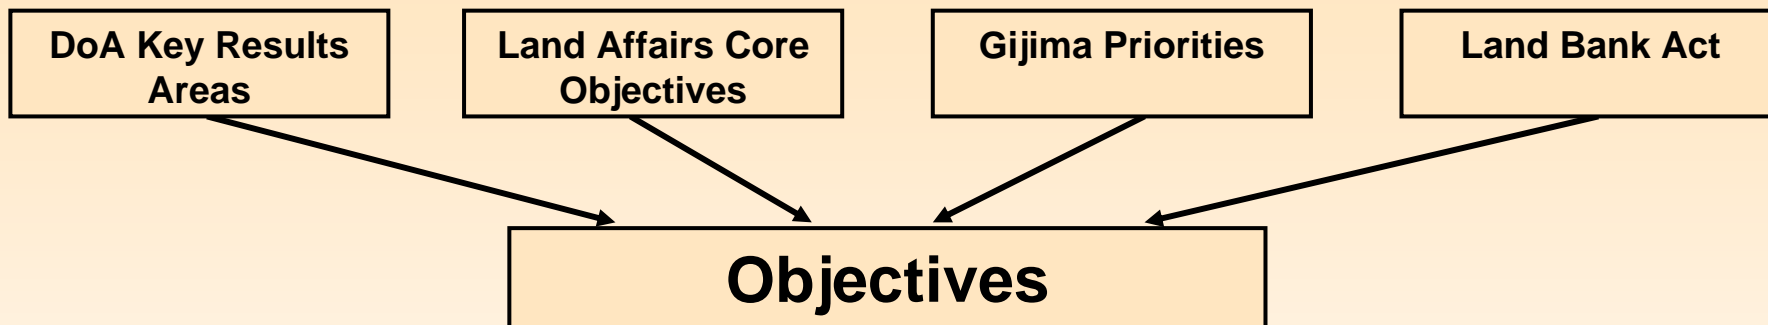 DoA Key Results
Areas
Land Affairs Core
Objectives
Gijima Priorities
Land Bank Act
Objectives